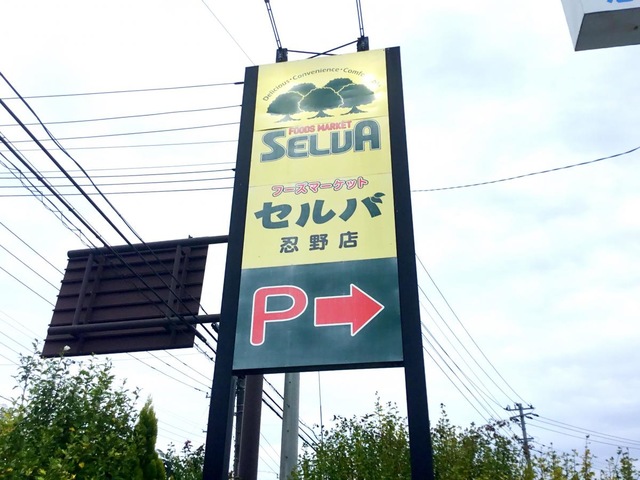 Delicious・Convenience・Comfort
FOODS MARKET
SELVA
フーズマーケット
セルバ
忍野店
P